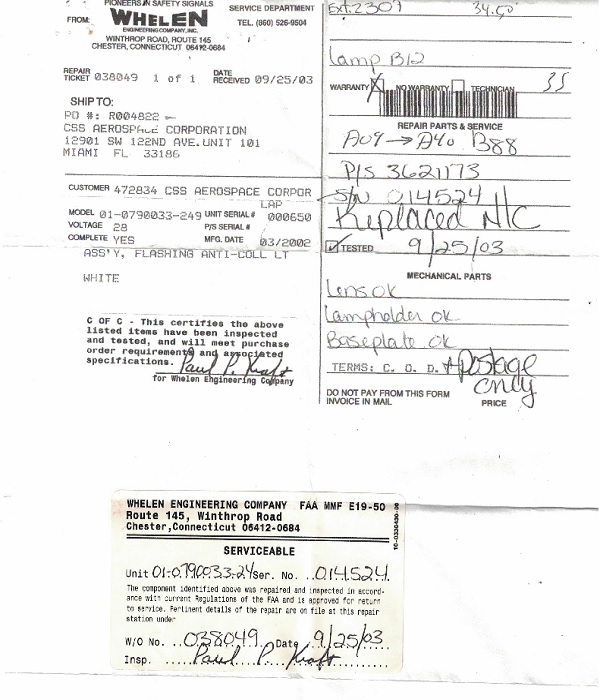 PIONEERS IN SAFETY SIGNALS
FROM: WHELEN
ENGINEERING COMPANY, INC.
WINTHROP ROAD, ROUTE 145
CHESTER, CONNECTICUT 06412-0684
SERVICE DEPARTMENT
TEL. (860) 526-9504
REPAIR TICKET 038049 1 of 1 DATE RECEIVED 09/25/03
SHIP TO:
PO #: R004822
CSS AEROSPACE CORPORATION
12901 SW 122ND AVE.UNIT 101
MIAMI FL 33186
CUSTOMER 472834 CSS AEROSPACE CORPOR
LAP
MODEL 01-0790033-249 UNIT SERIAL # 000650
VOLTAGE 28 P/S SERIAL #
COMPLETE YES MFG. DATE 03/2002
ASS'Y, FLASHING ANTI-COLL LT
WHITE
C OF C - This certifies the above
listed items have been inspected
and tested, and will meet purchase
order requirements and associated
specifications. Paul P. Kraft
for Whelen Engineering Company
Ext 2307 34.50
Lamp B12
WARRANTY NO WARRANTY TECHNICIAN 35
REPAIR PARTS & SERVICE
A09 → A40 B88
P/S 3621173
S/N 014524
Replaced N/C
TESTED 9/25/03
MECHANICAL PARTS
Lens ok
Lampholder ok
Baseplate ok
TERMS: C. O. D. Postage
only
DO NOT PAY FROM THIS FORM
INVOICE IN MAIL PRICE
WHELEN ENGINEERING COMPANY FAA MMF E19-50
Route 145, Winthrop Road
Chester, Connecticut 06412-0684
SERVICEABLE
Unit 01-0790033-24 Ser. No. 014524
The component identified above was repaired and inspected in accord-
ance with current Regulations of the FAA and is approved for return
to service. Pertinent details of the repair are on file at this repair
station under
W/O No. 038049 Date 9/25/03
Insp. Paul P. Kraft